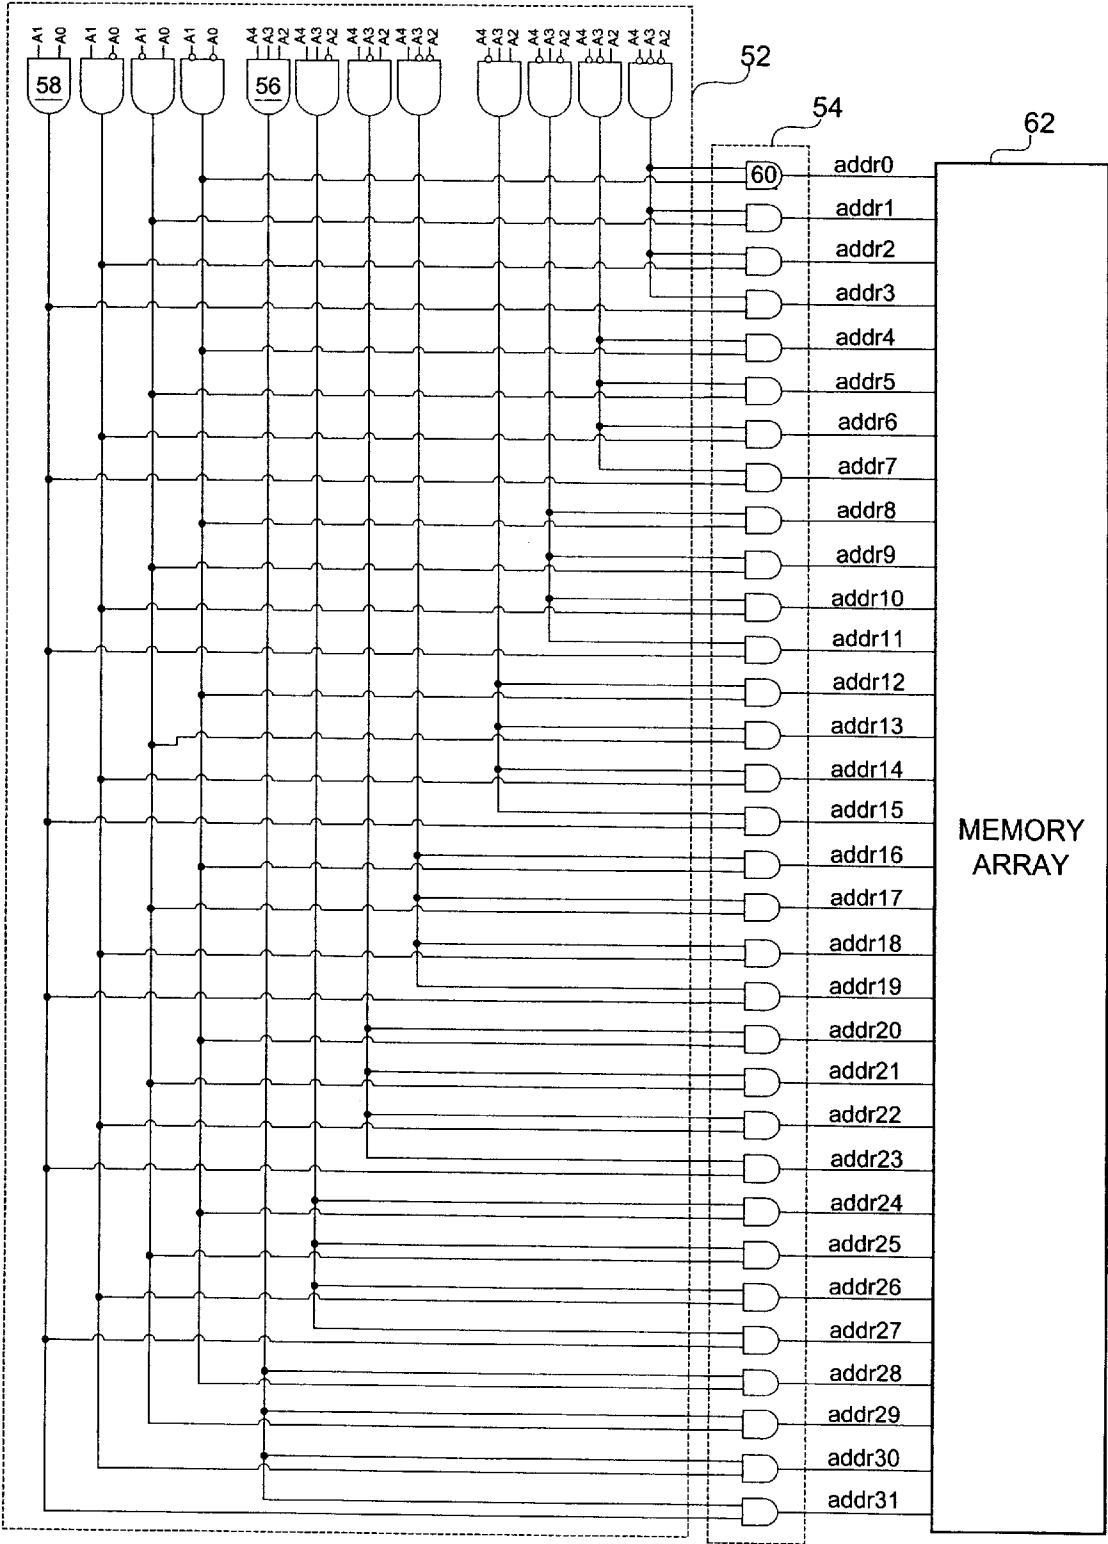 A1 A0 A1 A0 A1 A0 A1 A0 A4 A3 A2 A4 A3 A2 A4 A3 A2 A4 A3 A2 A4 A3 A2 A4 A3 A2 A4 A3 A2 A4 A3 A2
58 56
52
54
62
60 addr0
addr1
addr2
addr3
addr4
addr5
addr6
addr7
addr8
addr9
addr10
addr11
addr12
addr13
addr14
addr15
MEMORY
ARRAY
addr16
addr17
addr18
addr19
addr20
addr21
addr22
addr23
addr24
addr25
addr26
addr27
addr28
addr29
addr30
addr31